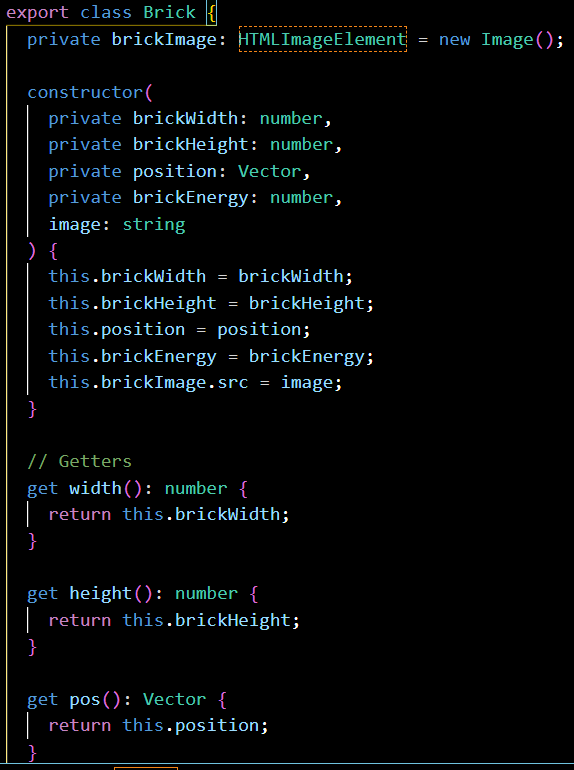 export class Brick {
  private brickImage: HTMLImageElement = new Image();

  constructor(
    private brickWidth: number,
    private brickHeight: number,
    private position: Vector,
    private brickEnergy: number,
    image: string
  ) {
    this.brickWidth = brickWidth;
    this.brickHeight = brickHeight;
    this.position = position;
    this.brickEnergy = brickEnergy;
    this.brickImage.src = image;
  }

  // Getters
  get width(): number {
    return this.brickWidth;
  }

  get height(): number {
    return this.brickHeight;
  }

  get pos(): Vector {
    return this.position;
  }